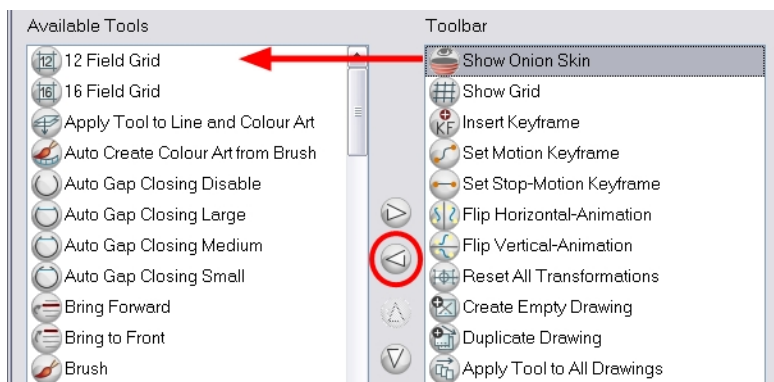 Available Tools
12 Field Grid
16 Field Grid
Apply Tool to Line and Colour Art
Auto Create Colour Art from Brush
Auto Gap Closing Disable
Auto Gap Closing Large
Auto Gap Closing Medium
Auto Gap Closing Small
Bring Forward
Bring to Front
Brush
Toolbar
Show Onion Skin
Show Grid
Insert Keyframe
Set Motion Keyframe
Set Stop-Motion Keyframe
Flip Horizontal-Animation
Flip Vertical-Animation
Reset All Transformations
Create Empty Drawing
Duplicate Drawing
Apply Tool to All Drawings